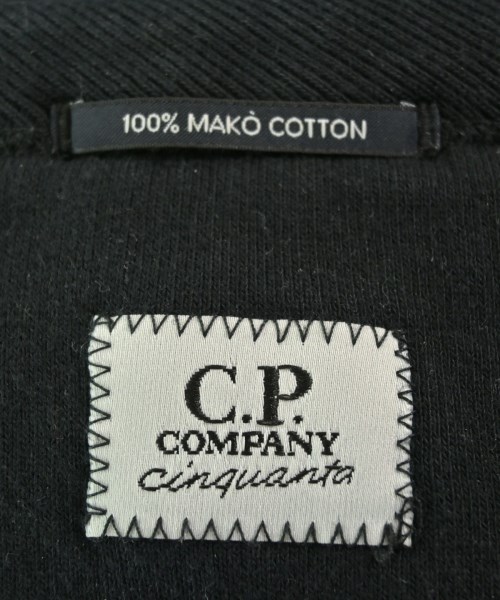 100% MAKÒ COTTON
C.P.
COMPANY
cinquanta